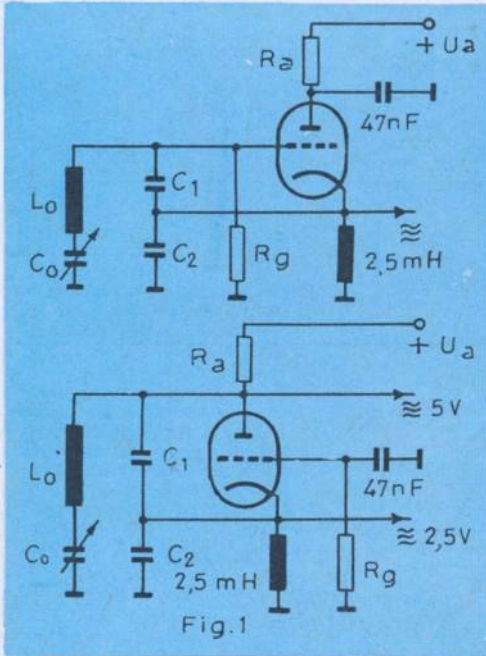 Ra
+ Ua
47nF
C1
Lo
Co
C2
Rg
2,5mH
Ra
+ Ua
≋ 5V
Lo
C1
47nF
Co
C2
≋ 2,5V
2,5 mH
Rg
Fig.1